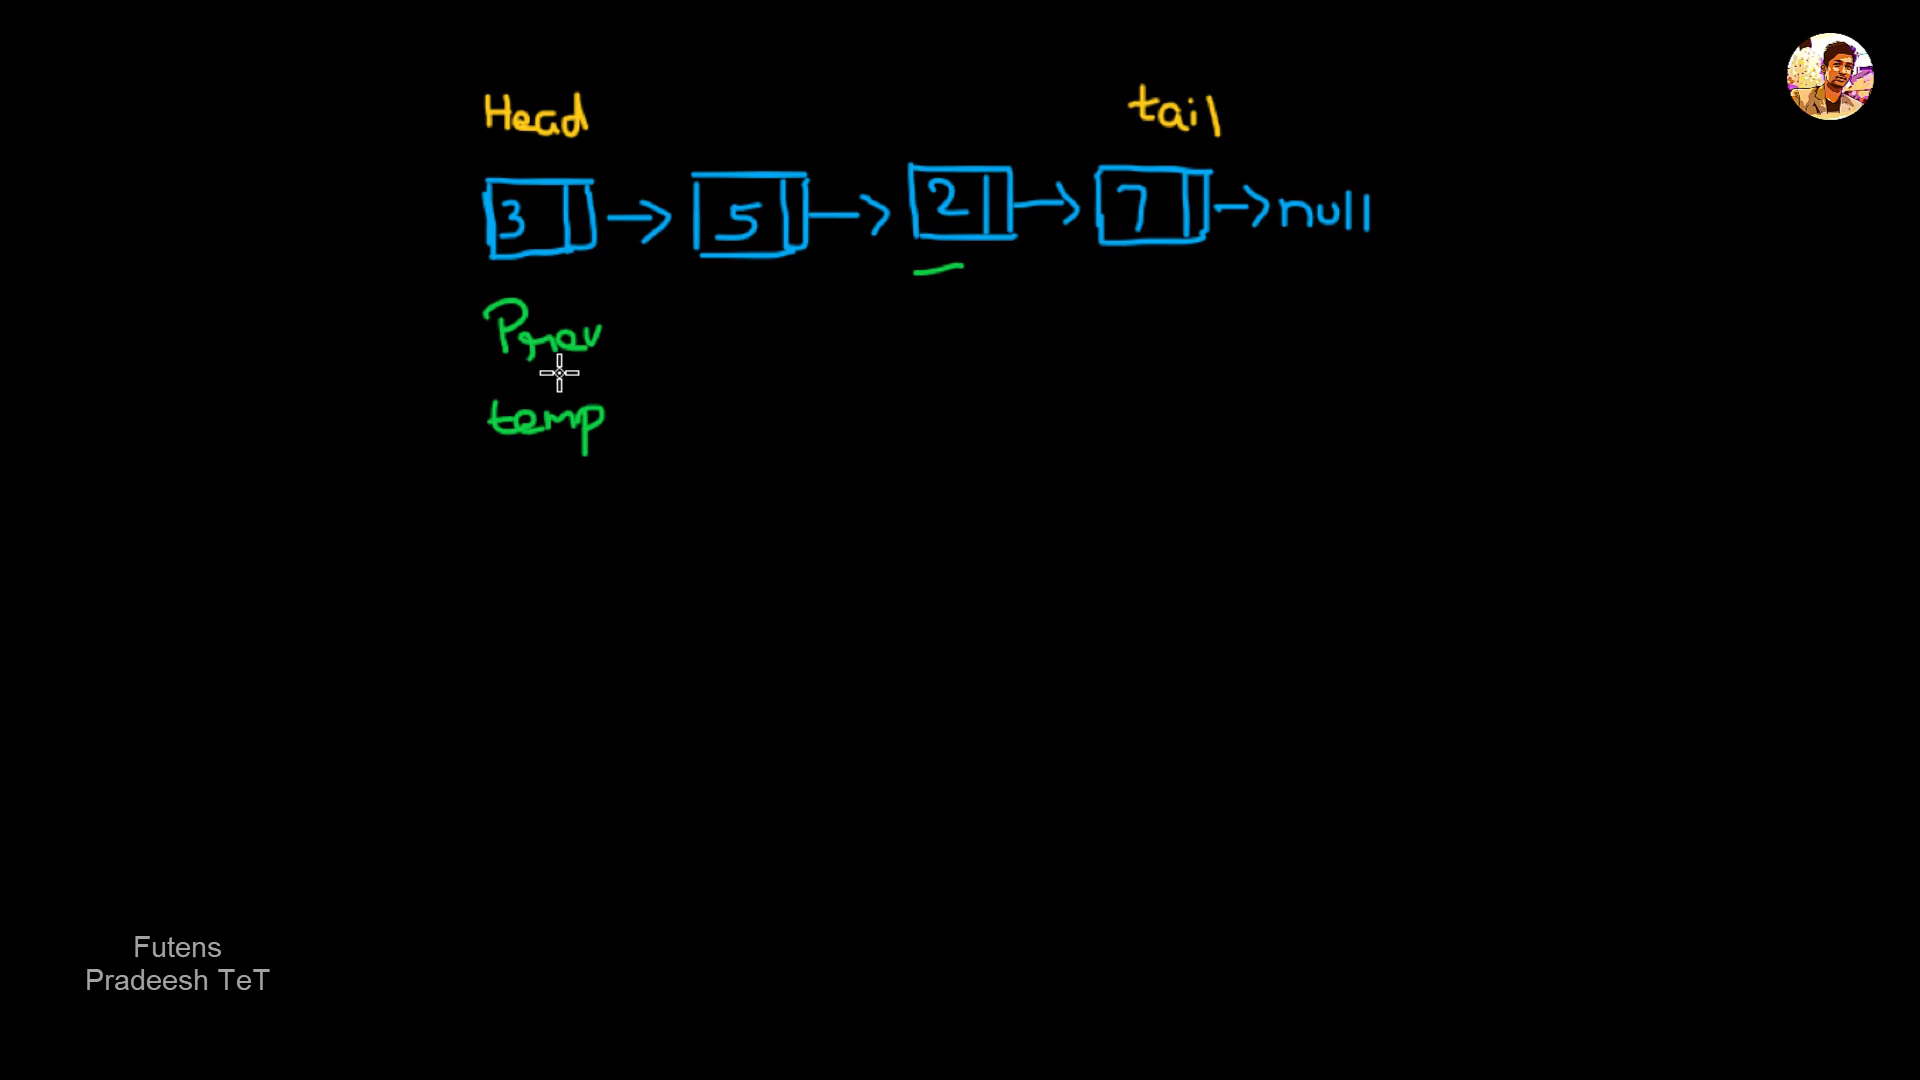 Head tail
3 → 5 → 2 → 7 → null
Prev
temp
Futens
Pradeesh TeT